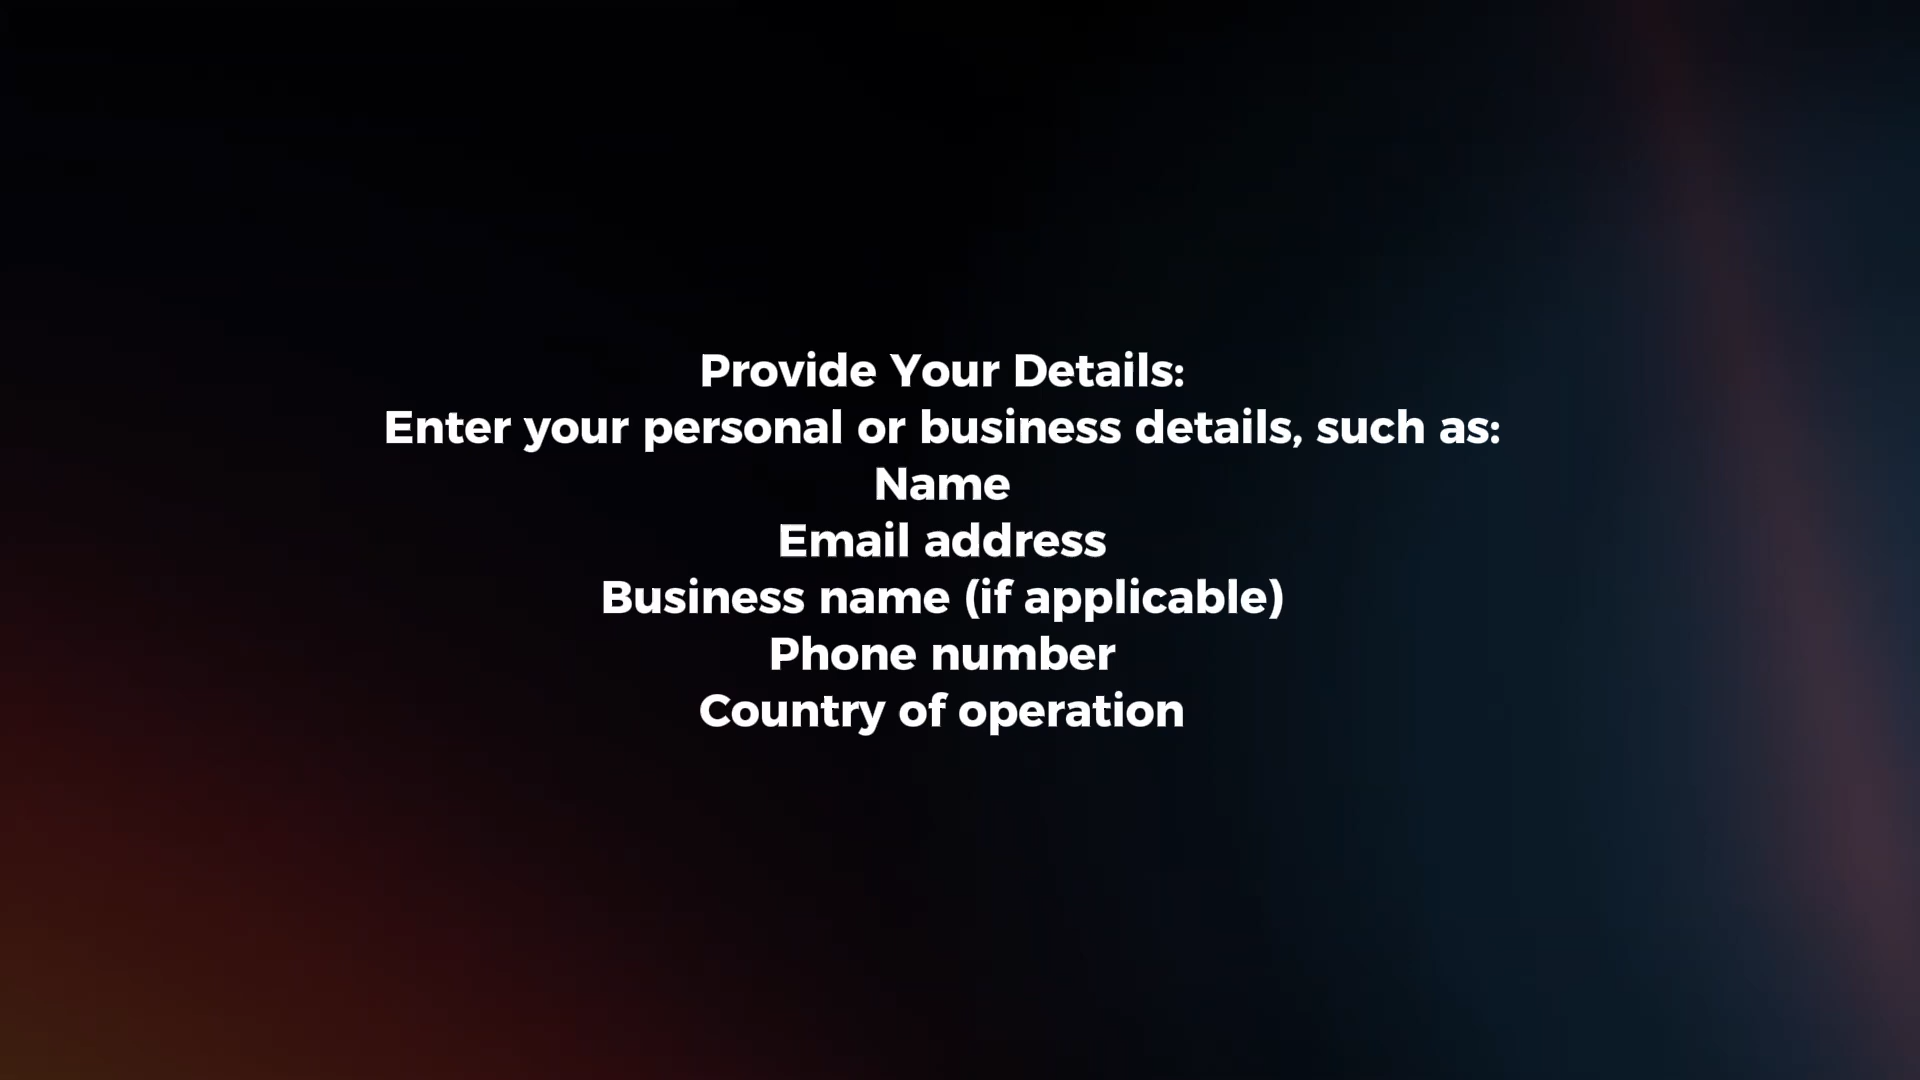 Provide Your Details:
Enter your personal or business details, such as:
Name
Email address
Business name (if applicable)
Phone number
Country of operation